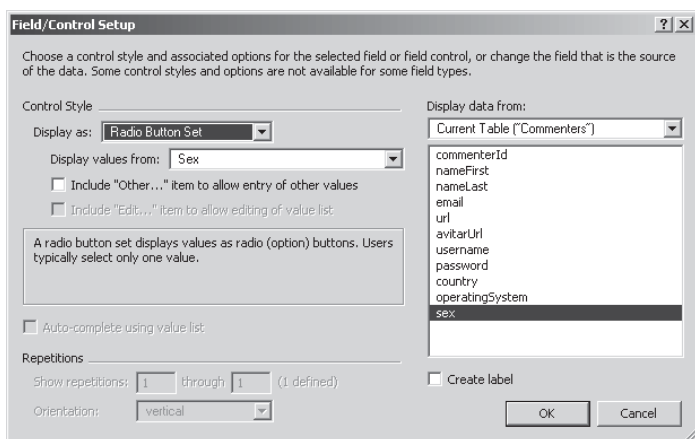 Field/Control Setup
Choose a control style and associated options for the selected field or field control, or change the field that is the source
of the data. Some control styles and options are not available for some field types.
Control Style
Display as: Radio Button Set
Display values from: Sex
Include "Other..." item to allow entry of other values
Include "Edit..." item to allow editing of value list
A radio button set displays values as radio (option) buttons. Users
typically select only one value.
Auto-complete using value list
Repetitions
Show repetitions: 1 through 1 (1 defined)
Orientation: vertical
Display data from:
Current Table ("Commenters")
commenterId
nameFirst
nameLast
email
url
avitarUrl
username
password
country
operatingSystem
sex
Create label
OK Cancel